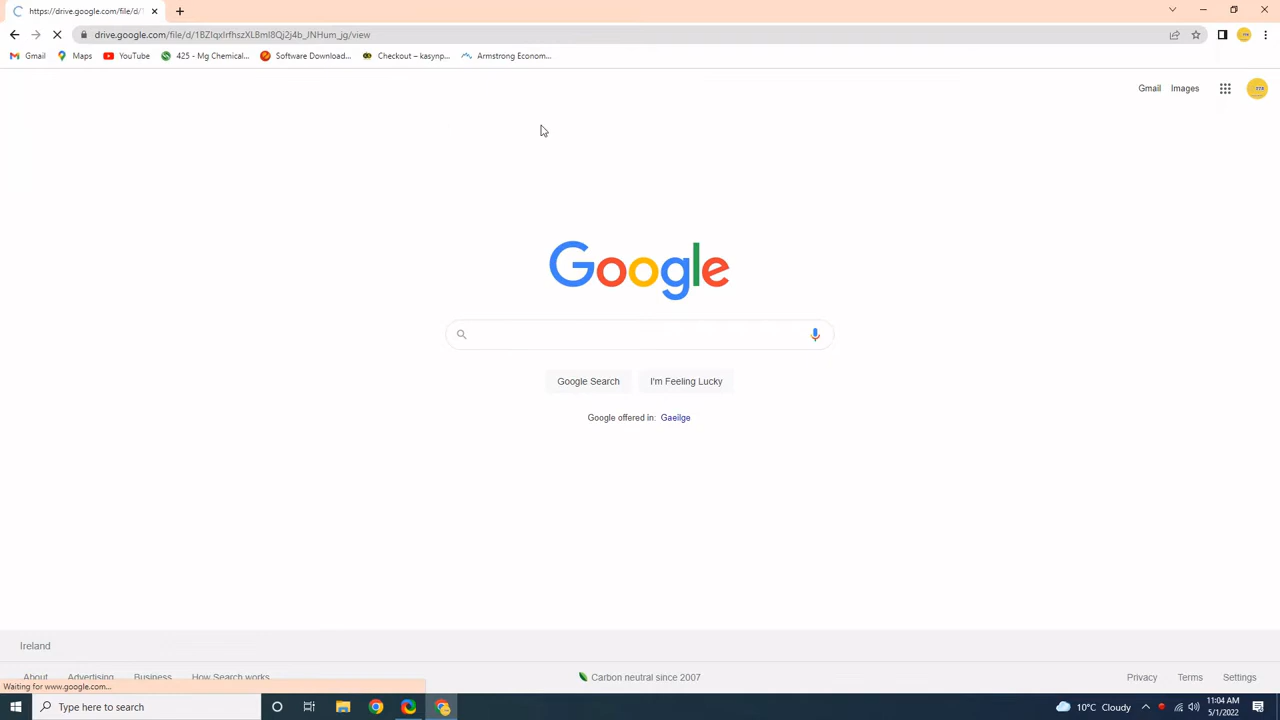 https://drive.google.com/file/d/1
drive.google.com/file/d/1BZIqxIrfhszXLBmI8Qj2j4b_JNHum_jg/view
Gmail Maps YouTube 425 - Mg Chemical... Software Download... Checkout – kasynp... Armstrong Econom...
Gmail Images
Google
Google Search I'm Feeling Lucky
Google offered in: Gaeilge
Ireland
About Advertising Business How Search works Carbon neutral since 2007 Privacy Terms Settings
Waiting for www.google.com...
Type here to search 10°C Cloudy 11:04 AM
5/1/2022